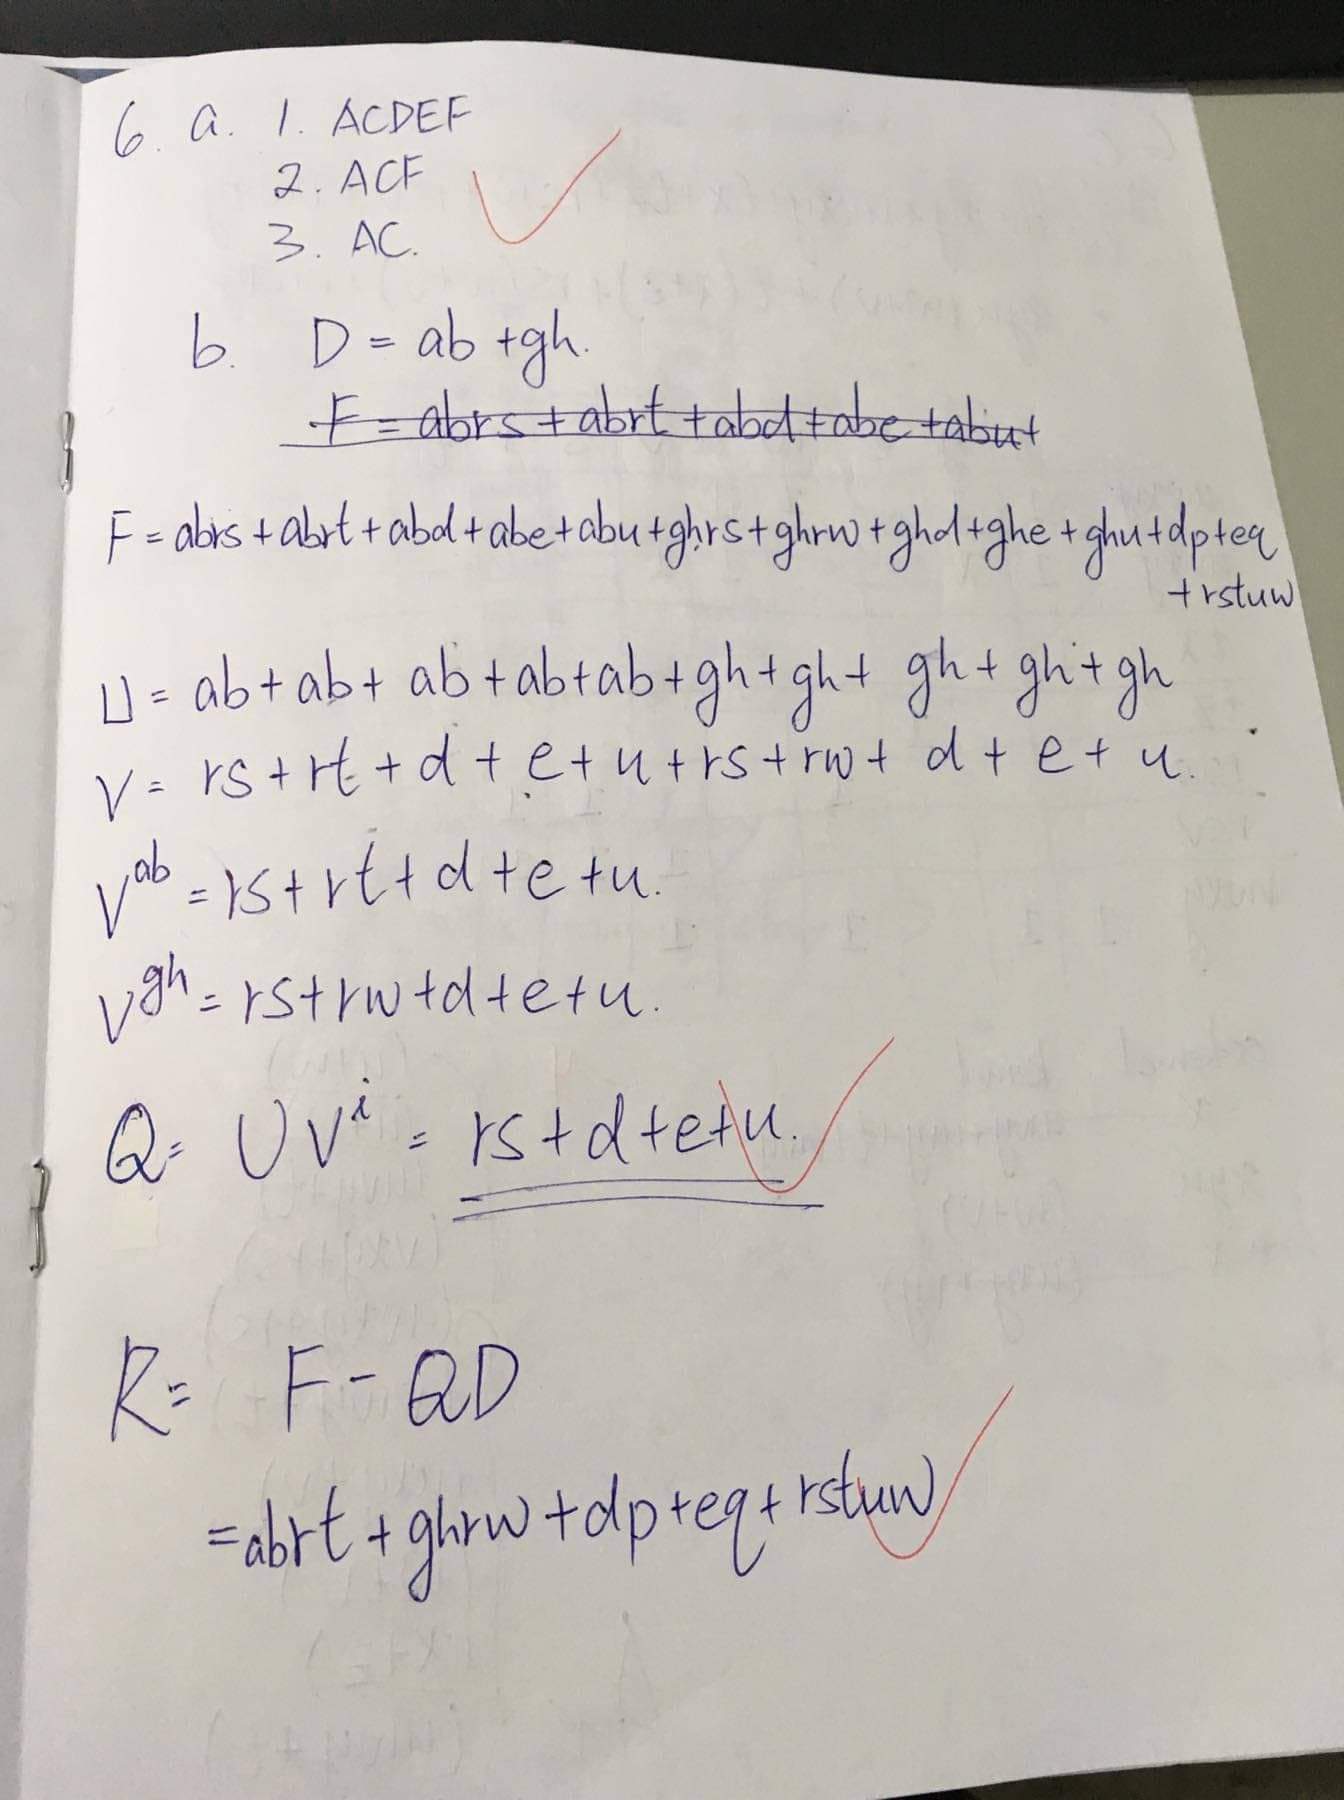 6. a. 1. ACDEF
2. ACF
3. AC.
b. D = ab + gh.
F = abrs + abrt + abd + abe + abu +
F = abrs + abrt + abd + abe + abu + ghrs + ghrw + ghd + ghe + ghu + dp + eq
+ rstuw
U = ab + ab + ab + ab + ab + gh + gh + gh + gh + gh
V = rs + rt + d + e + u + rs + rw + d + e + u.
V^ab = rs + rt + d + e + u.
V^gh = rs + rw + d + e + u.
Q = UV^i = rs + d + e + u.
R = F - QD
= abrt + ghrw + dp + eq + rstuw